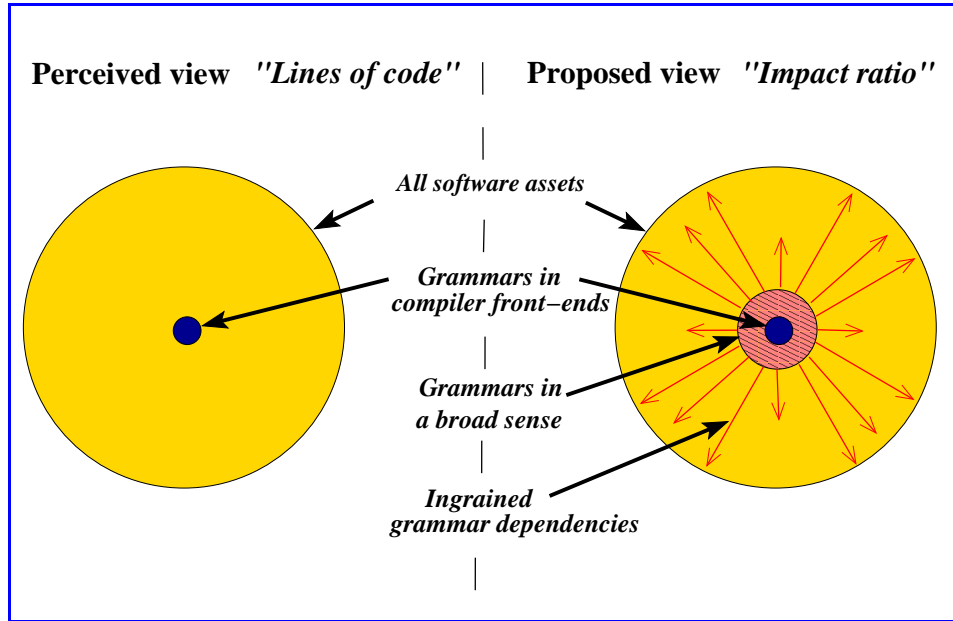 Perceived view "Lines of code"
Proposed view "Impact ratio"
All software assets
Grammars in
compiler front−ends
Grammars in
a broad sense
Ingrained
grammar dependencies